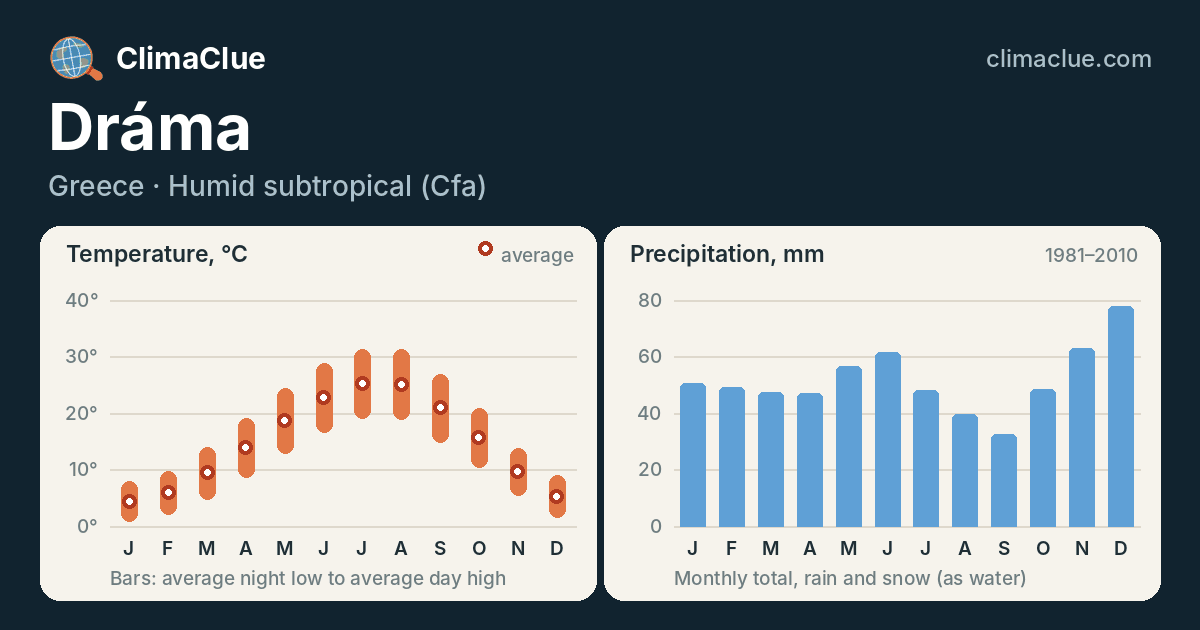 ClimaClue
climaclue.com
Dráma
Greece · Humid subtropical (Cfa)
Temperature, °C
average
40°
30°
20°
10°
0°
J F M A M J J A S O N D
Bars: average night low to average day high
Precipitation, mm
1981–2010
80
60
40
20
0
J F M A M J J A S O N D
Monthly total, rain and snow (as water)